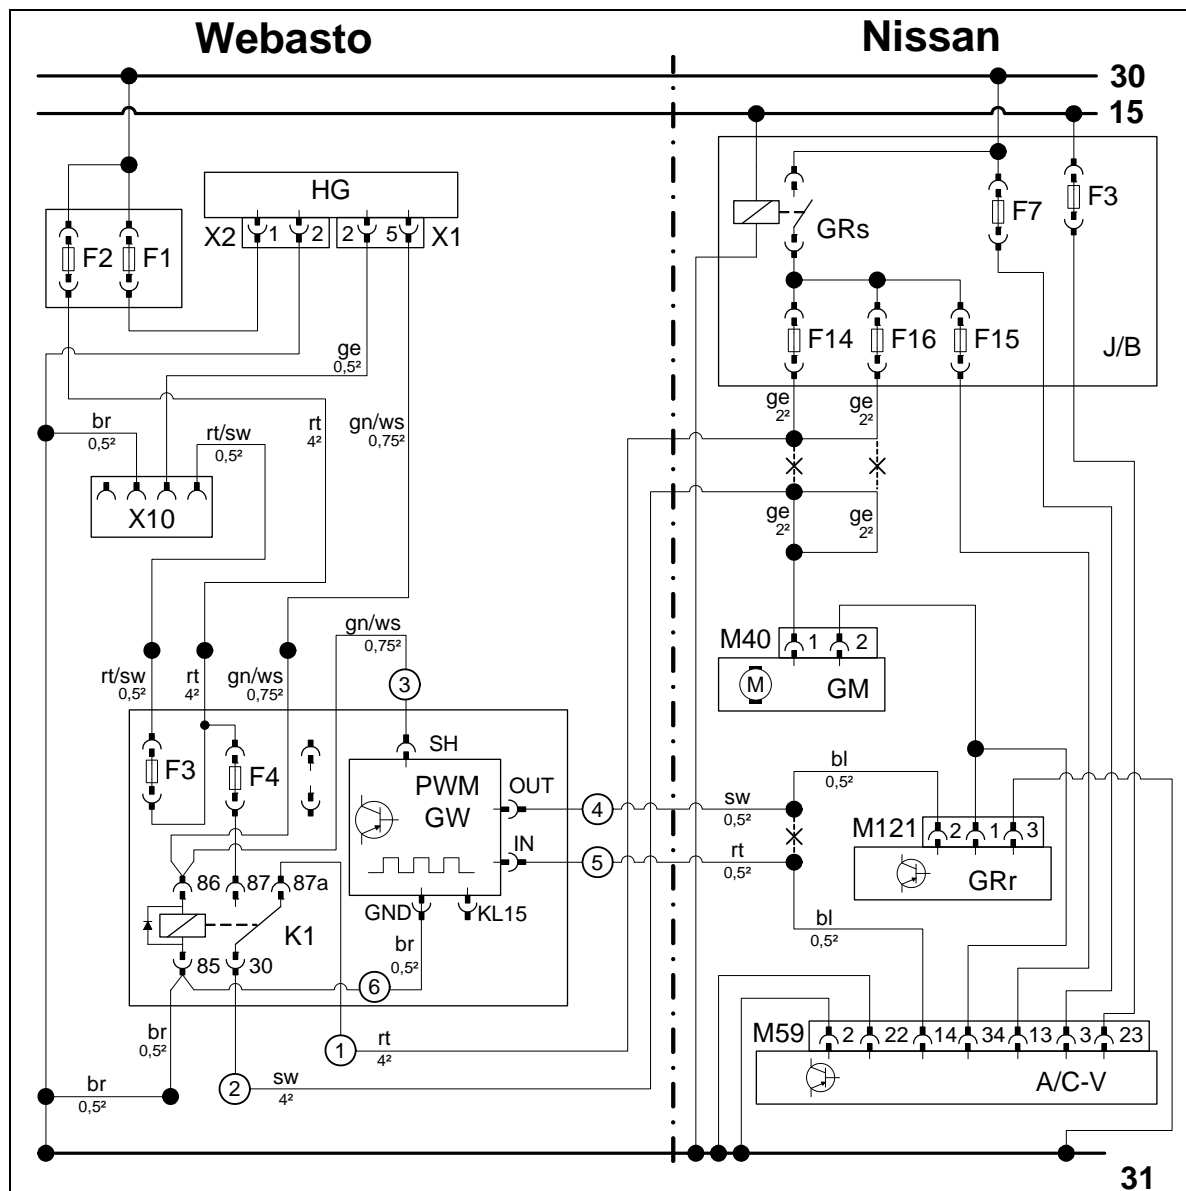 Webasto Nissan
30
15
HG
X2 1 2 2 5 X1
F2 F1
GRs F7 F3
F14 F16 F15 J/B
ge
0,5²
br
0,5²
rt/sw
0,5²
rt
4²
gn/ws
0,75²
ge
2²
ge
2²
X10
ge
2²
ge
2²
gn/ws
0,75²
rt/sw
0,5²
rt
4²
gn/ws
0,75²
3
M40 1 2
M GM
SH
F3 F4
PWM
GW
OUT
IN
4
sw
0,5²
5
rt
0,5²
bl
0,5²
M121 2 1 3
GRr
86 87 87a
GND KL15
K1
85 30
br
0,5²
6
bl
0,5²
br
0,5²
1
rt
4²
2
sw
4²
br
0,5²
M59 2 22 14 34 13 3 23
A/C-V
31